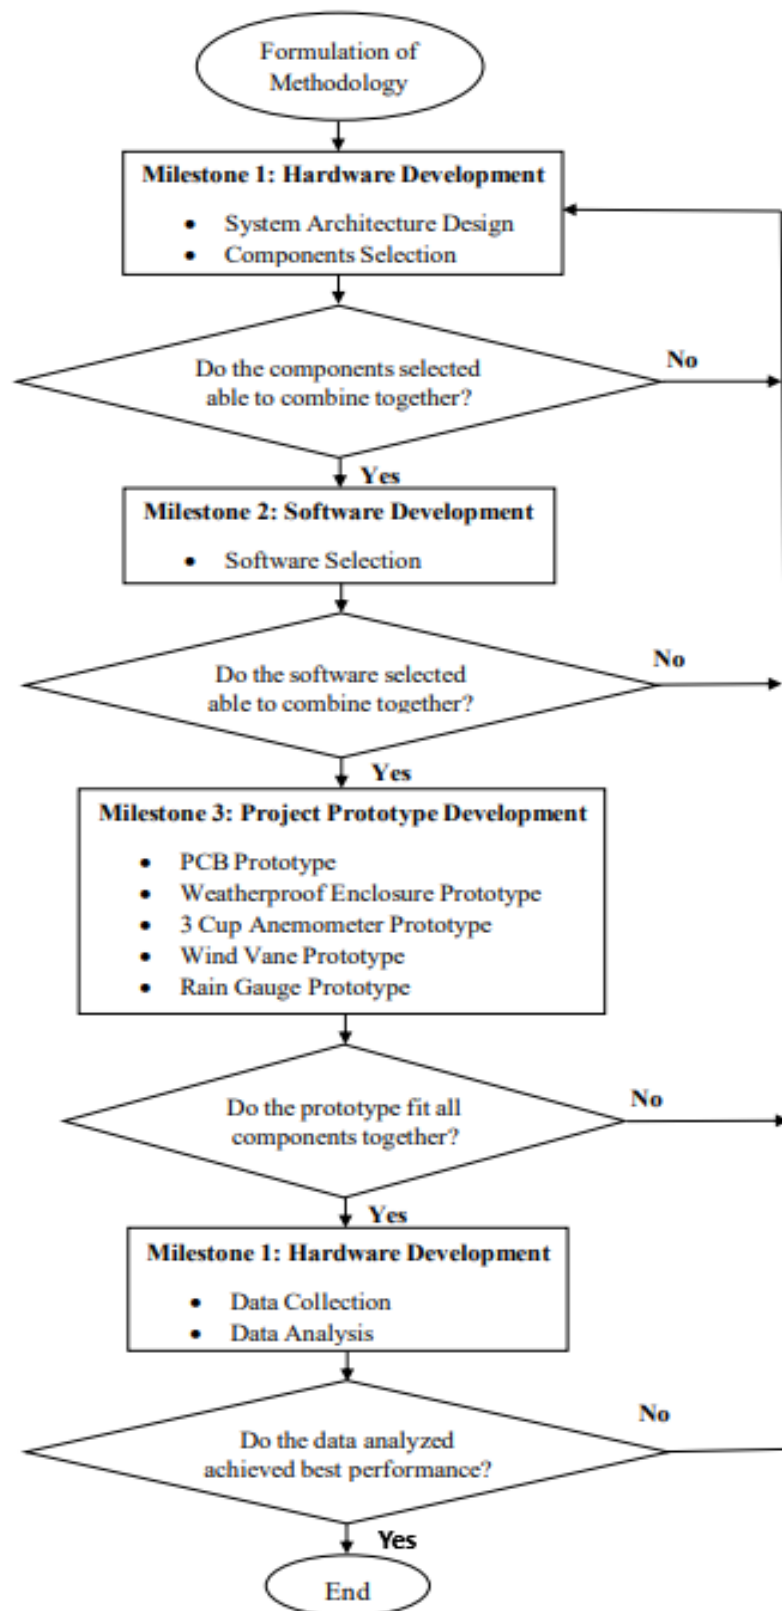 Formulation of
Methodology
Milestone 1: Hardware Development
• System Architecture Design
• Components Selection
Do the components selected
able to combine together?
No
Yes
Milestone 2: Software Development
• Software Selection
Do the software selected
able to combine together?
No
Yes
Milestone 3: Project Prototype Development
• PCB Prototype
• Weatherproof Enclosure Prototype
• 3 Cup Anemometer Prototype
• Wind Vane Prototype
• Rain Gauge Prototype
Do the prototype fit all
components together?
No
Yes
Milestone 1: Hardware Development
• Data Collection
• Data Analysis
Do the data analyzed
achieved best performance?
No
Yes
End